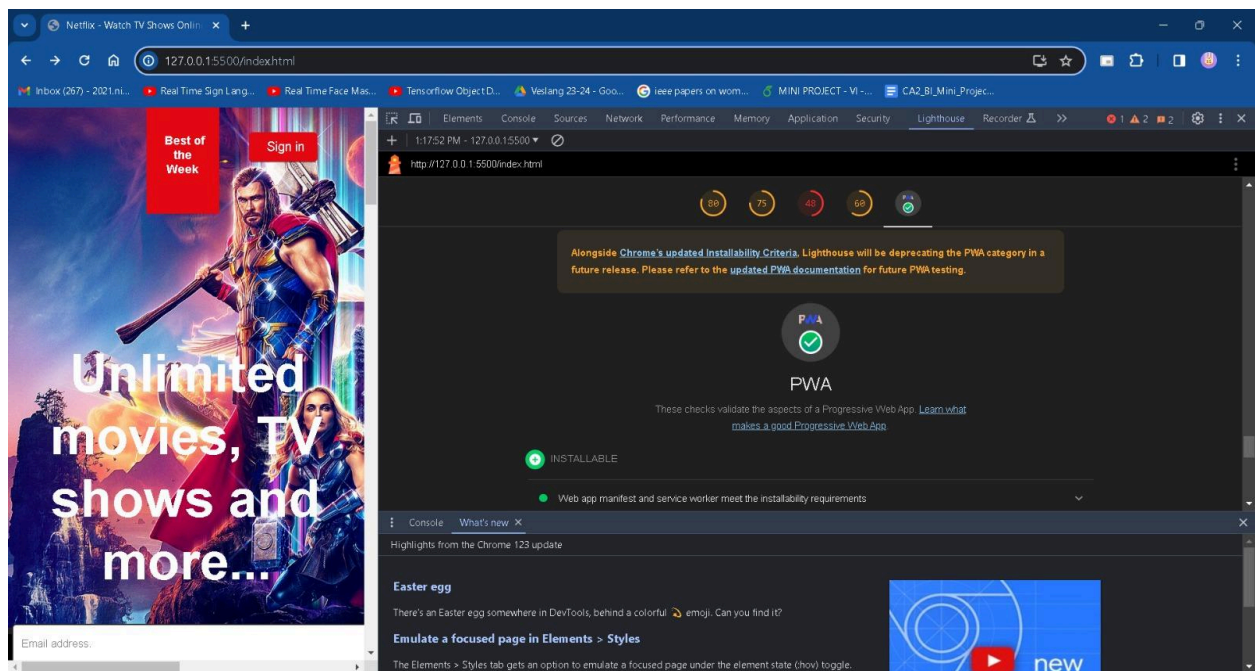 Netflix - Watch TV Shows Onlin
127.0.0.1:5500/index.html
Inbox (267) - 2021.ni... Real Time Sign Lang... Real Time Face Mas... Tensorflow Object D... Veslang 23-24 - Goo... ieee papers on wom... MINI PROJECT - VI -... CA2_BI_Mini_Projec...
Elements Console Sources Network Performance Memory Application Security Lighthouse Recorder 1 2 2
1:17:52 PM - 127.0.0.1:5500
http://127.0.0.1:5500/index.html
Best of
the
Week
Sign in
80 75 48 60
Alongside Chrome's updated Installability Criteria, Lighthouse will be deprecating the PWA category in a
future release. Please refer to the updated PWA documentation for future PWA testing.
PWA
PWA
These checks validate the aspects of a Progressive Web App. Learn what
makes a good Progressive Web App.
INSTALLABLE
Web app manifest and service worker meet the installability requirements
Unlimited
movies, TV
shows and
more...
Email address.
Console What's new
Highlights from the Chrome 123 update
Easter egg
There's an Easter egg somewhere in DevTools, behind a colorful emoji. Can you find it?
Emulate a focused page in Elements > Styles
The Elements > Styles tab gets an option to emulate a focused page under the element state (:hov) toggle.
new